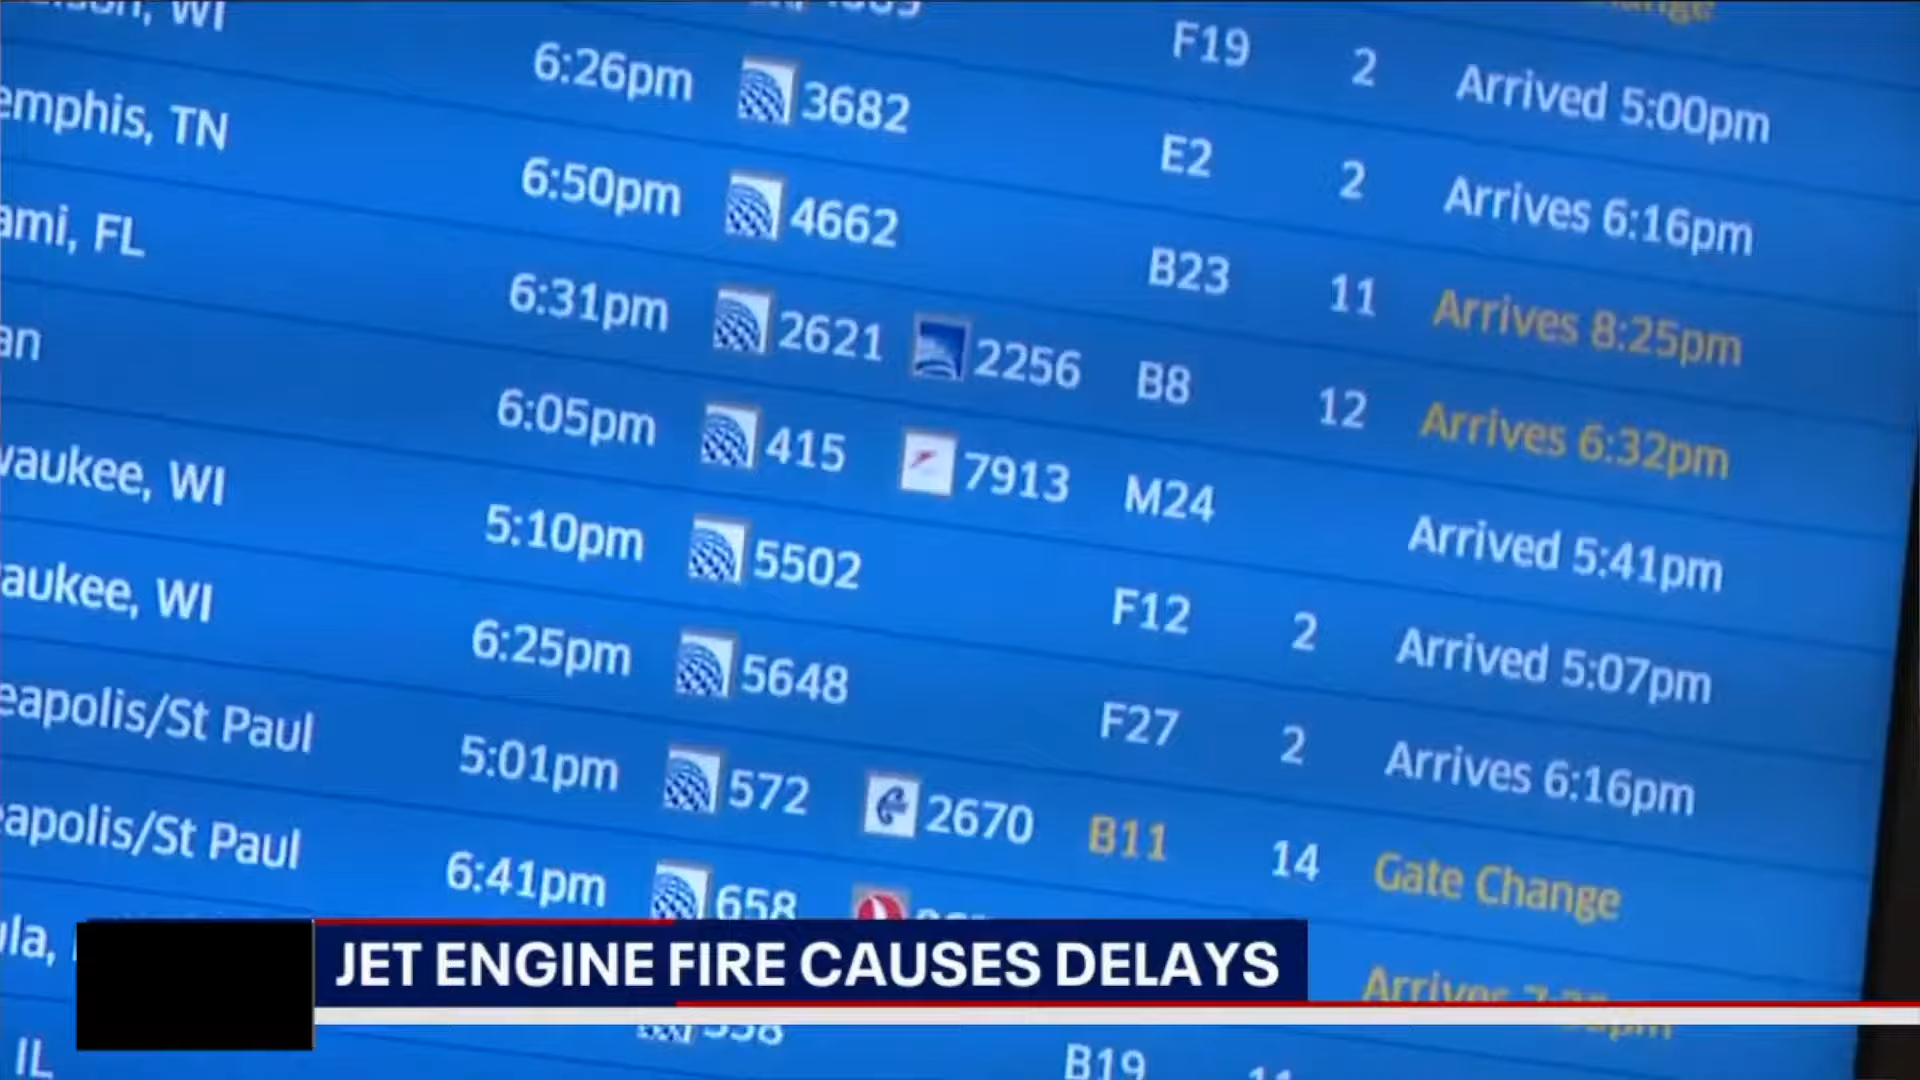 F19 2 Arrived 5:00pm
WI 6:26pm 3682 E2 2 Arrives 6:16pm
emphis, TN 6:50pm 4662 B23 11 Arrives 8:25pm
ami, FL 6:31pm 2621 2256 B8 12 Arrives 6:32pm
an 6:05pm 415 7913 M24 Arrived 5:41pm
waukee, WI 5:10pm 5502 F12 2 Arrived 5:07pm
aukee, WI 6:25pm 5648 F27 2 Arrives 6:16pm
eapolis/St Paul 5:01pm 572 2670 B11 14 Gate Change
eapolis/St Paul 6:41pm 658 Arrives
ula,
JET ENGINE FIRE CAUSES DELAYS
IL
B19